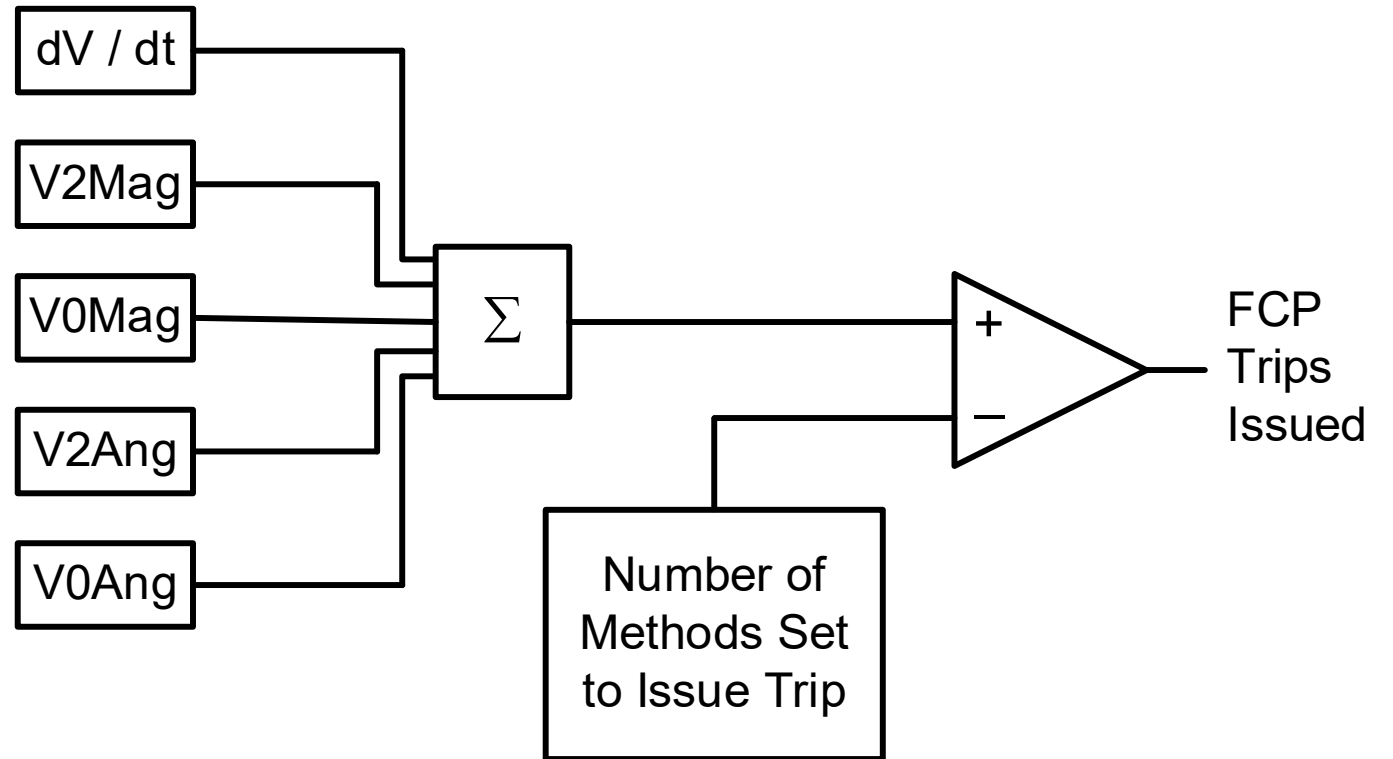 dV / dt
V2Mag
V0Mag
V2Ang
V0Ang
Σ
+
−
Number of
Methods Set
to Issue Trip
FCP
Trips
Issued